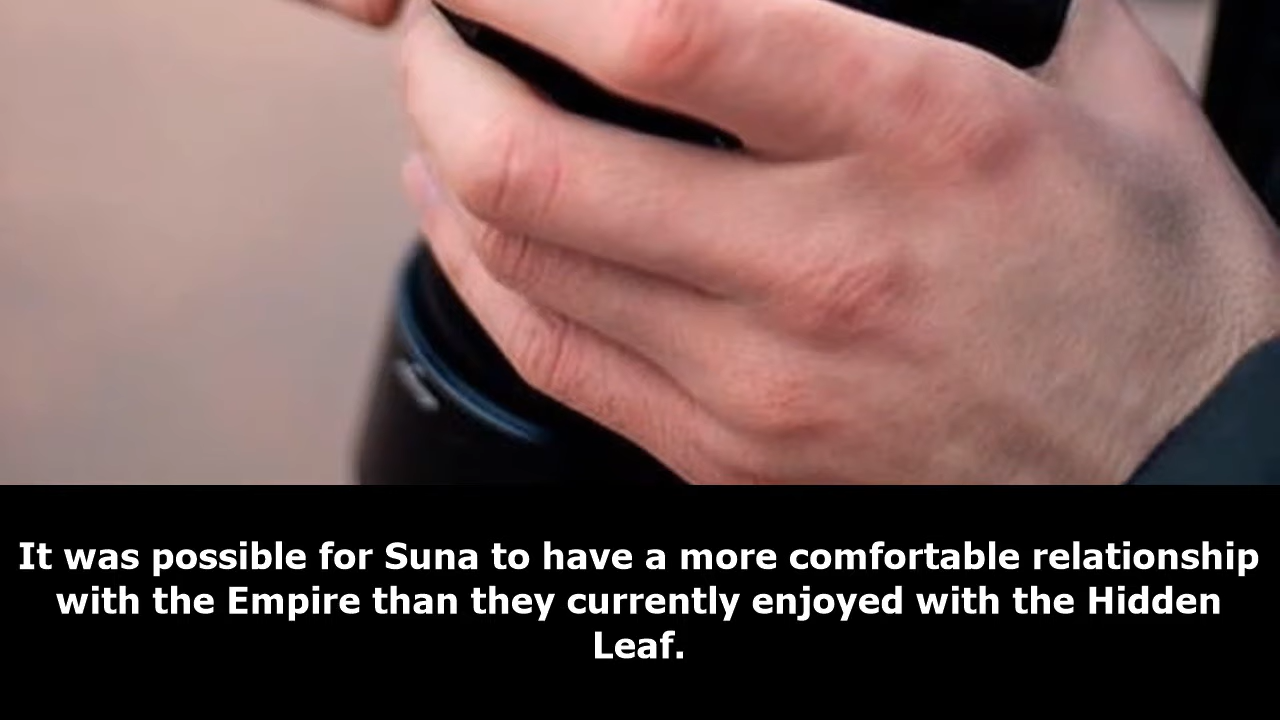 It was possible for Suna to have a more comfortable relationship
with the Empire than they currently enjoyed with the Hidden
Leaf.